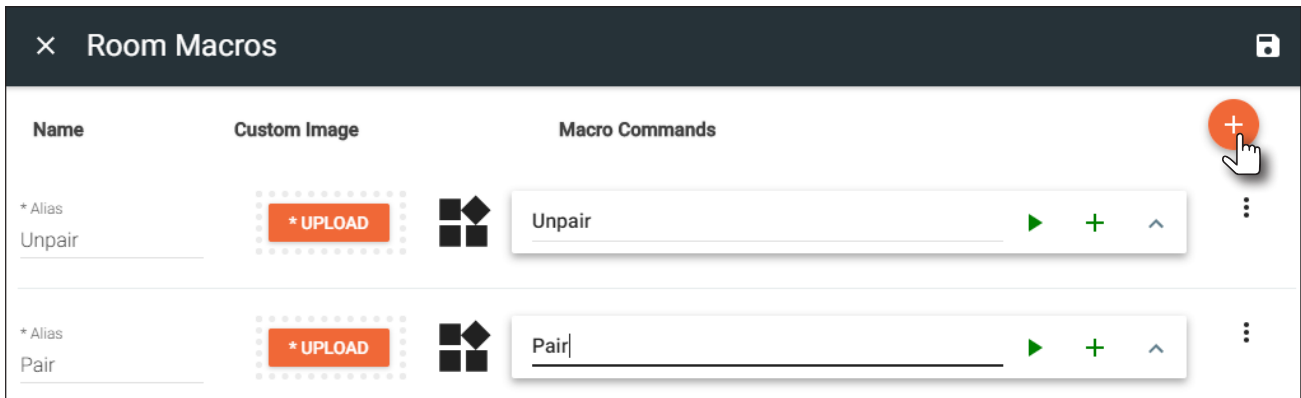 Room Macros
Name Custom Image Macro Commands
* Alias
Unpair
* UPLOAD
Unpair
* Alias
Pair
* UPLOAD
Pair